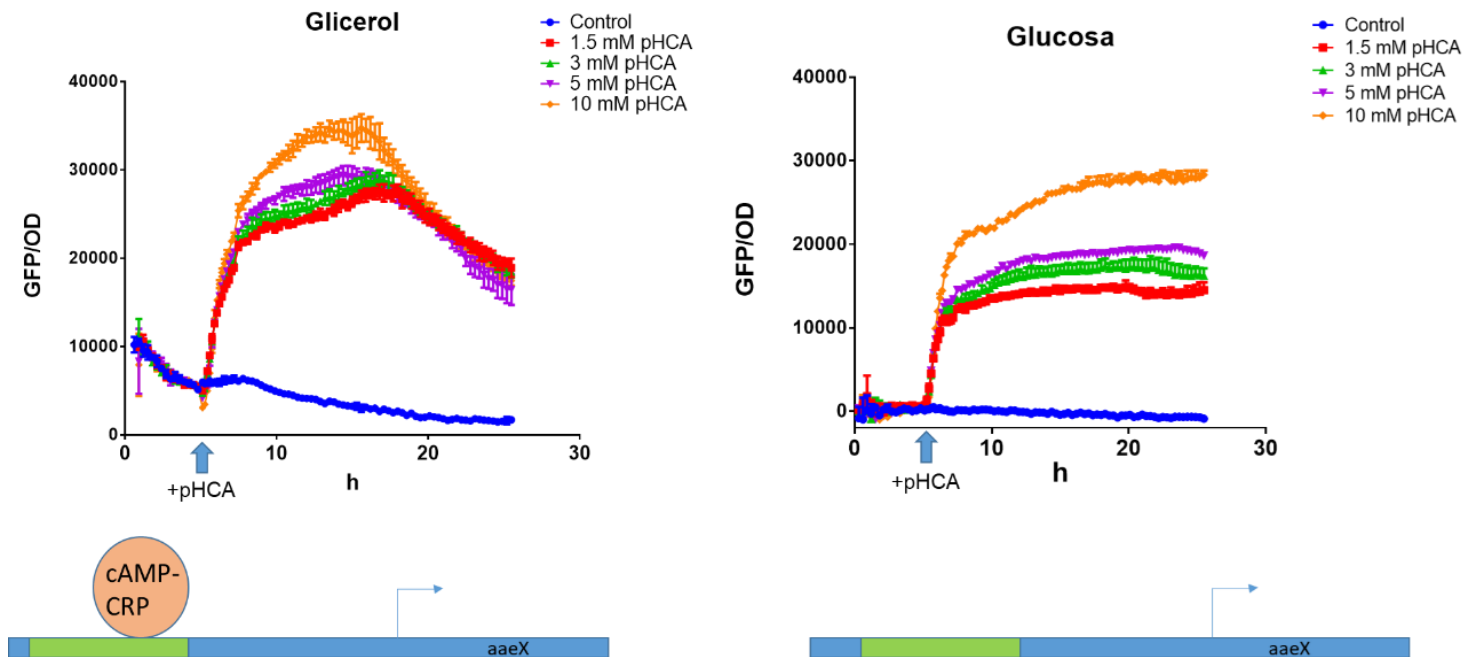 Glicerol
Control
1.5 mM pHCA
3 mM pHCA
5 mM pHCA
10 mM pHCA
GFP/OD
40000
30000
20000
10000
0
0
10
20
30
+pHCA
h
Glucosa
Control
1.5 mM pHCA
3 mM pHCA
5 mM pHCA
10 mM pHCA
GFP/OD
40000
30000
20000
10000
0
0
10
20
30
+pHCA
h
cAMP-
CRP
aaeX
aaeX